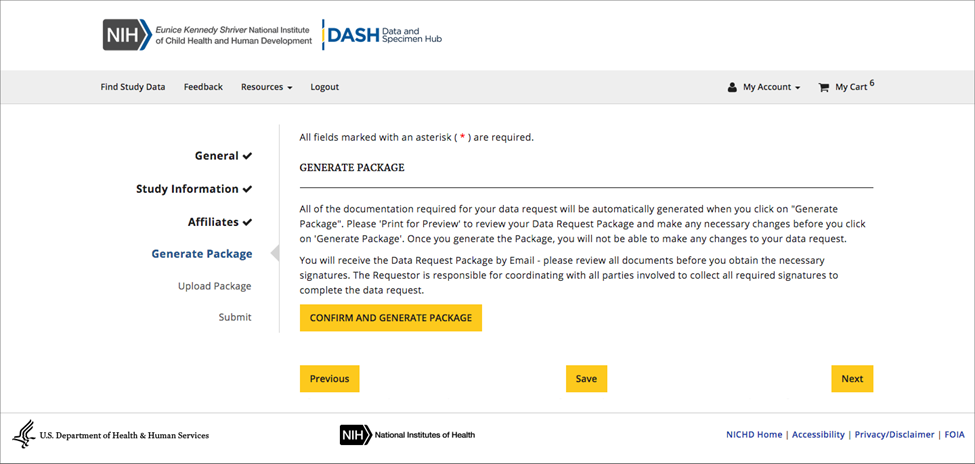 NIH Eunice Kennedy Shriver National Institute
of Child Health and Human Development
DASH Data and
Specimen Hub
Find Study Data Feedback Resources Logout My Account My Cart 6
General
Study Information
Affiliates
Generate Package
Upload Package
Submit
All fields marked with an asterisk ( * ) are required.
GENERATE PACKAGE
All of the documentation required for your data request will be automatically generated when you click on "Generate
Package". Please 'Print for Preview' to review your Data Request Package and make any necessary changes before you click
on 'Generate Package'. Once you generate the Package, you will not be able to make any changes to your data request.
You will receive the Data Request Package by Email - please review all documents before you obtain the necessary
signatures. The Requestor is responsible for coordinating with all parties involved to collect all required signatures to
complete the data request.
CONFIRM AND GENERATE PACKAGE
Previous Save Next
U.S. Department of Health & Human Services NIH National Institutes of Health NICHD Home | Accessibility | Privacy/Disclaimer | FOIA